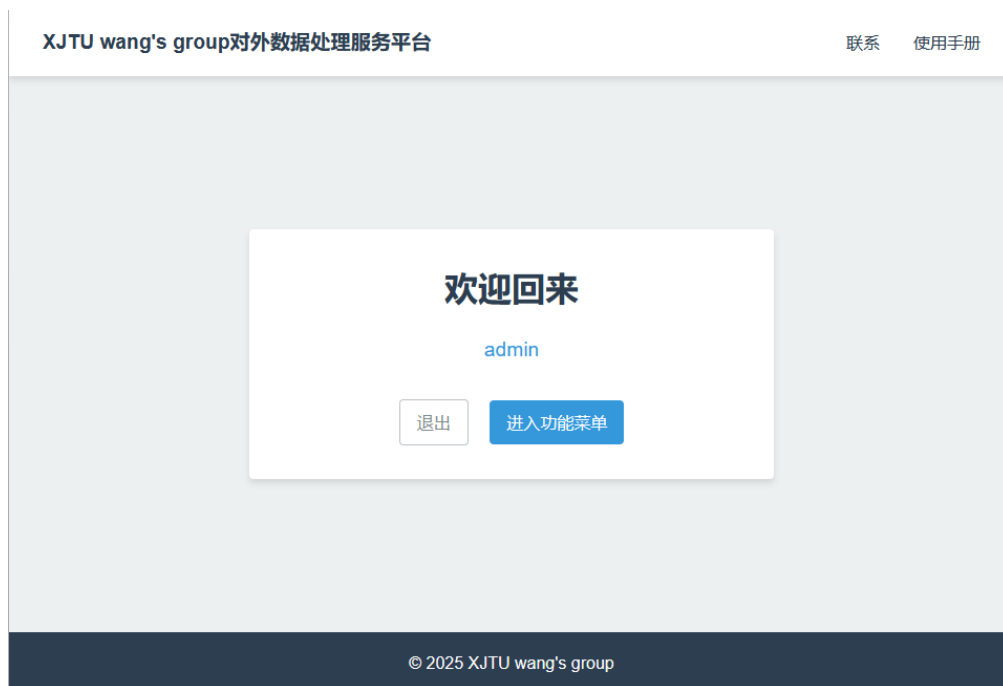 XJTU wang's group对外数据处理服务平台
联系 使用手册
欢迎回来
admin
退出 进入功能菜单
© 2025 XJTU wang's group